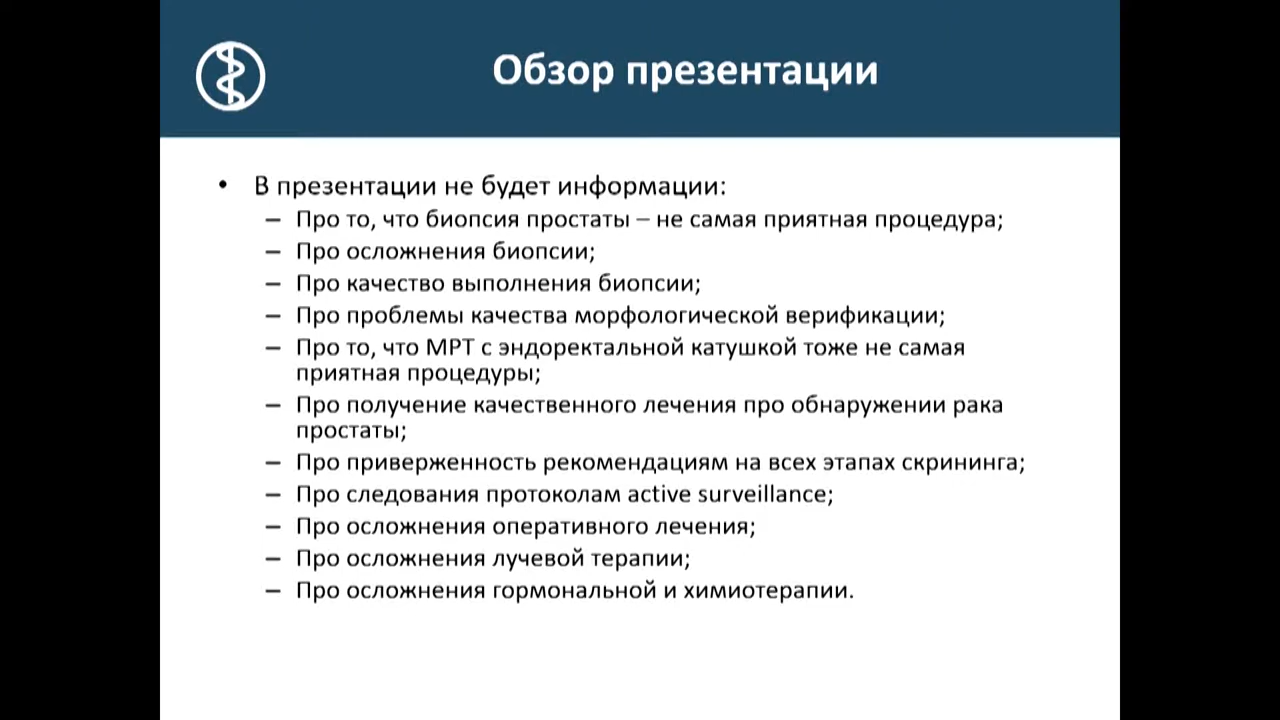 Обзор презентации
• В презентации не будет информации:
– Про то, что биопсия простаты – не самая приятная процедура;
– Про осложнения биопсии;
– Про качество выполнения биопсии;
– Про проблемы качества морфологической верификации;
– Про то, что МРТ с эндоректальной катушкой тоже не самая
приятная процедуры;
– Про получение качественного лечения про обнаружении рака
простаты;
– Про приверженность рекомендациям на всех этапах скрининга;
– Про следования протоколам active surveillance;
– Про осложнения оперативного лечения;
– Про осложнения лучевой терапии;
– Про осложнения гормональной и химиотерапии.